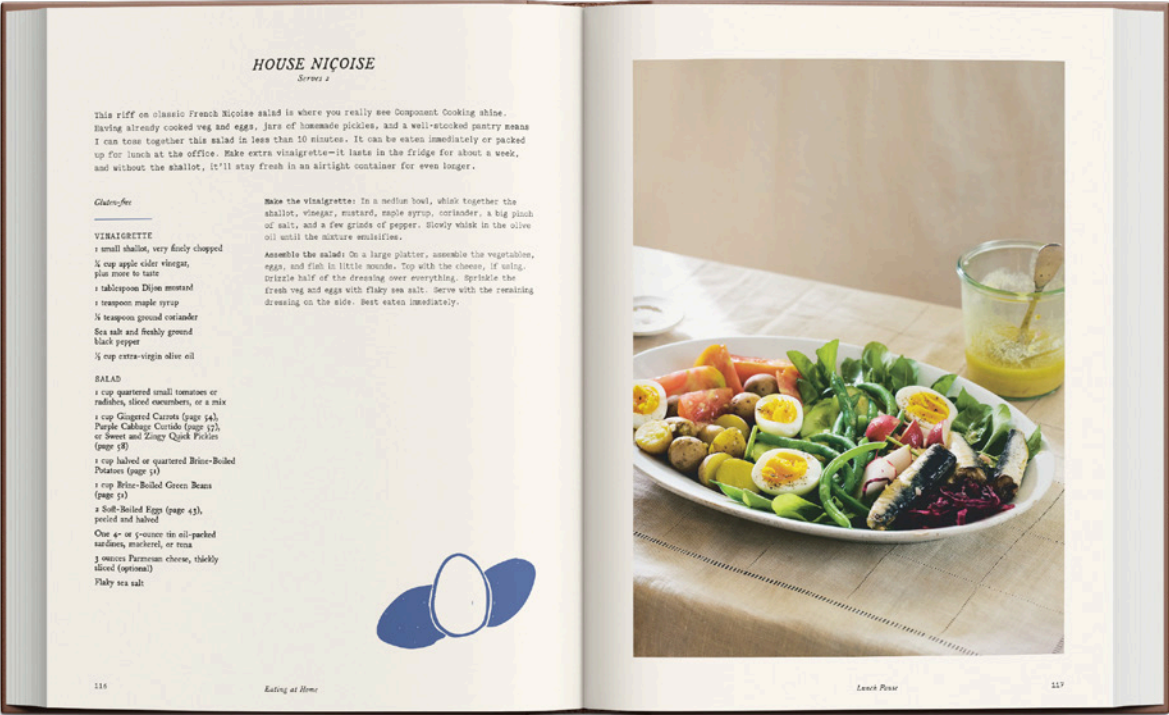 HOUSE NIÇOISE
Serves 2
This riff on classic French Niçoise salad is where you really see Component Cooking shine.
Having already cooked veg and eggs, jars of homemade pickles, and a well-stocked pantry means
I can toss together this salad in less than 10 minutes. It can be eaten immediately or packed
up for lunch at the office. Make extra vinaigrette—it lasts in the fridge for about a week,
and without the shallot, it'll stay fresh in an airtight container for even longer.
Gluten-free
VINAIGRETTE
1 small shallot, very finely chopped
cup apple cider vinegar,
plus more to taste
1 tablespoon Dijon mustard
1 teaspoon maple syrup
teaspoon ground coriander
Sea salt and freshly ground
black pepper
cup extra-virgin olive oil
SALAD
1 cup quartered small tomatoes or
radishes, sliced cucumbers, or a mix
1 cup Gingered Carrots (page 54),
Purple Cabbage Curtido (page 57),
or Sweet and Zingy Quick Pickles
(page 58)
1 cup halved or quartered Brine-Boiled
Potatoes (page 51)
1 cup Brine-Boiled Green Beans
(page 51)
2 Soft-Boiled Eggs (page 45),
peeled and halved
One 4- or 5-ounce tin oil-packed
sardines, mackerel, or tuna
3 ounces Parmesan cheese, thickly
sliced (optional)
Flaky sea salt
Make the vinaigrette: In a medium bowl, whisk together the
shallot, vinegar, mustard, maple syrup, coriander, a big pinch
of salt, and a few grinds of pepper. Slowly whisk in the olive
oil until the mixture emulsifies.
Assemble the salad: On a large platter, assemble the vegetables,
eggs, and fish in little mounds. Top with the cheese, if using.
Drizzle half of the dressing over everything. Sprinkle the
fresh veg and eggs with flaky sea salt. Serve with the remaining
dressing on the side. Best eaten immediately.
116
Eating at Home
Lunch Pause
117